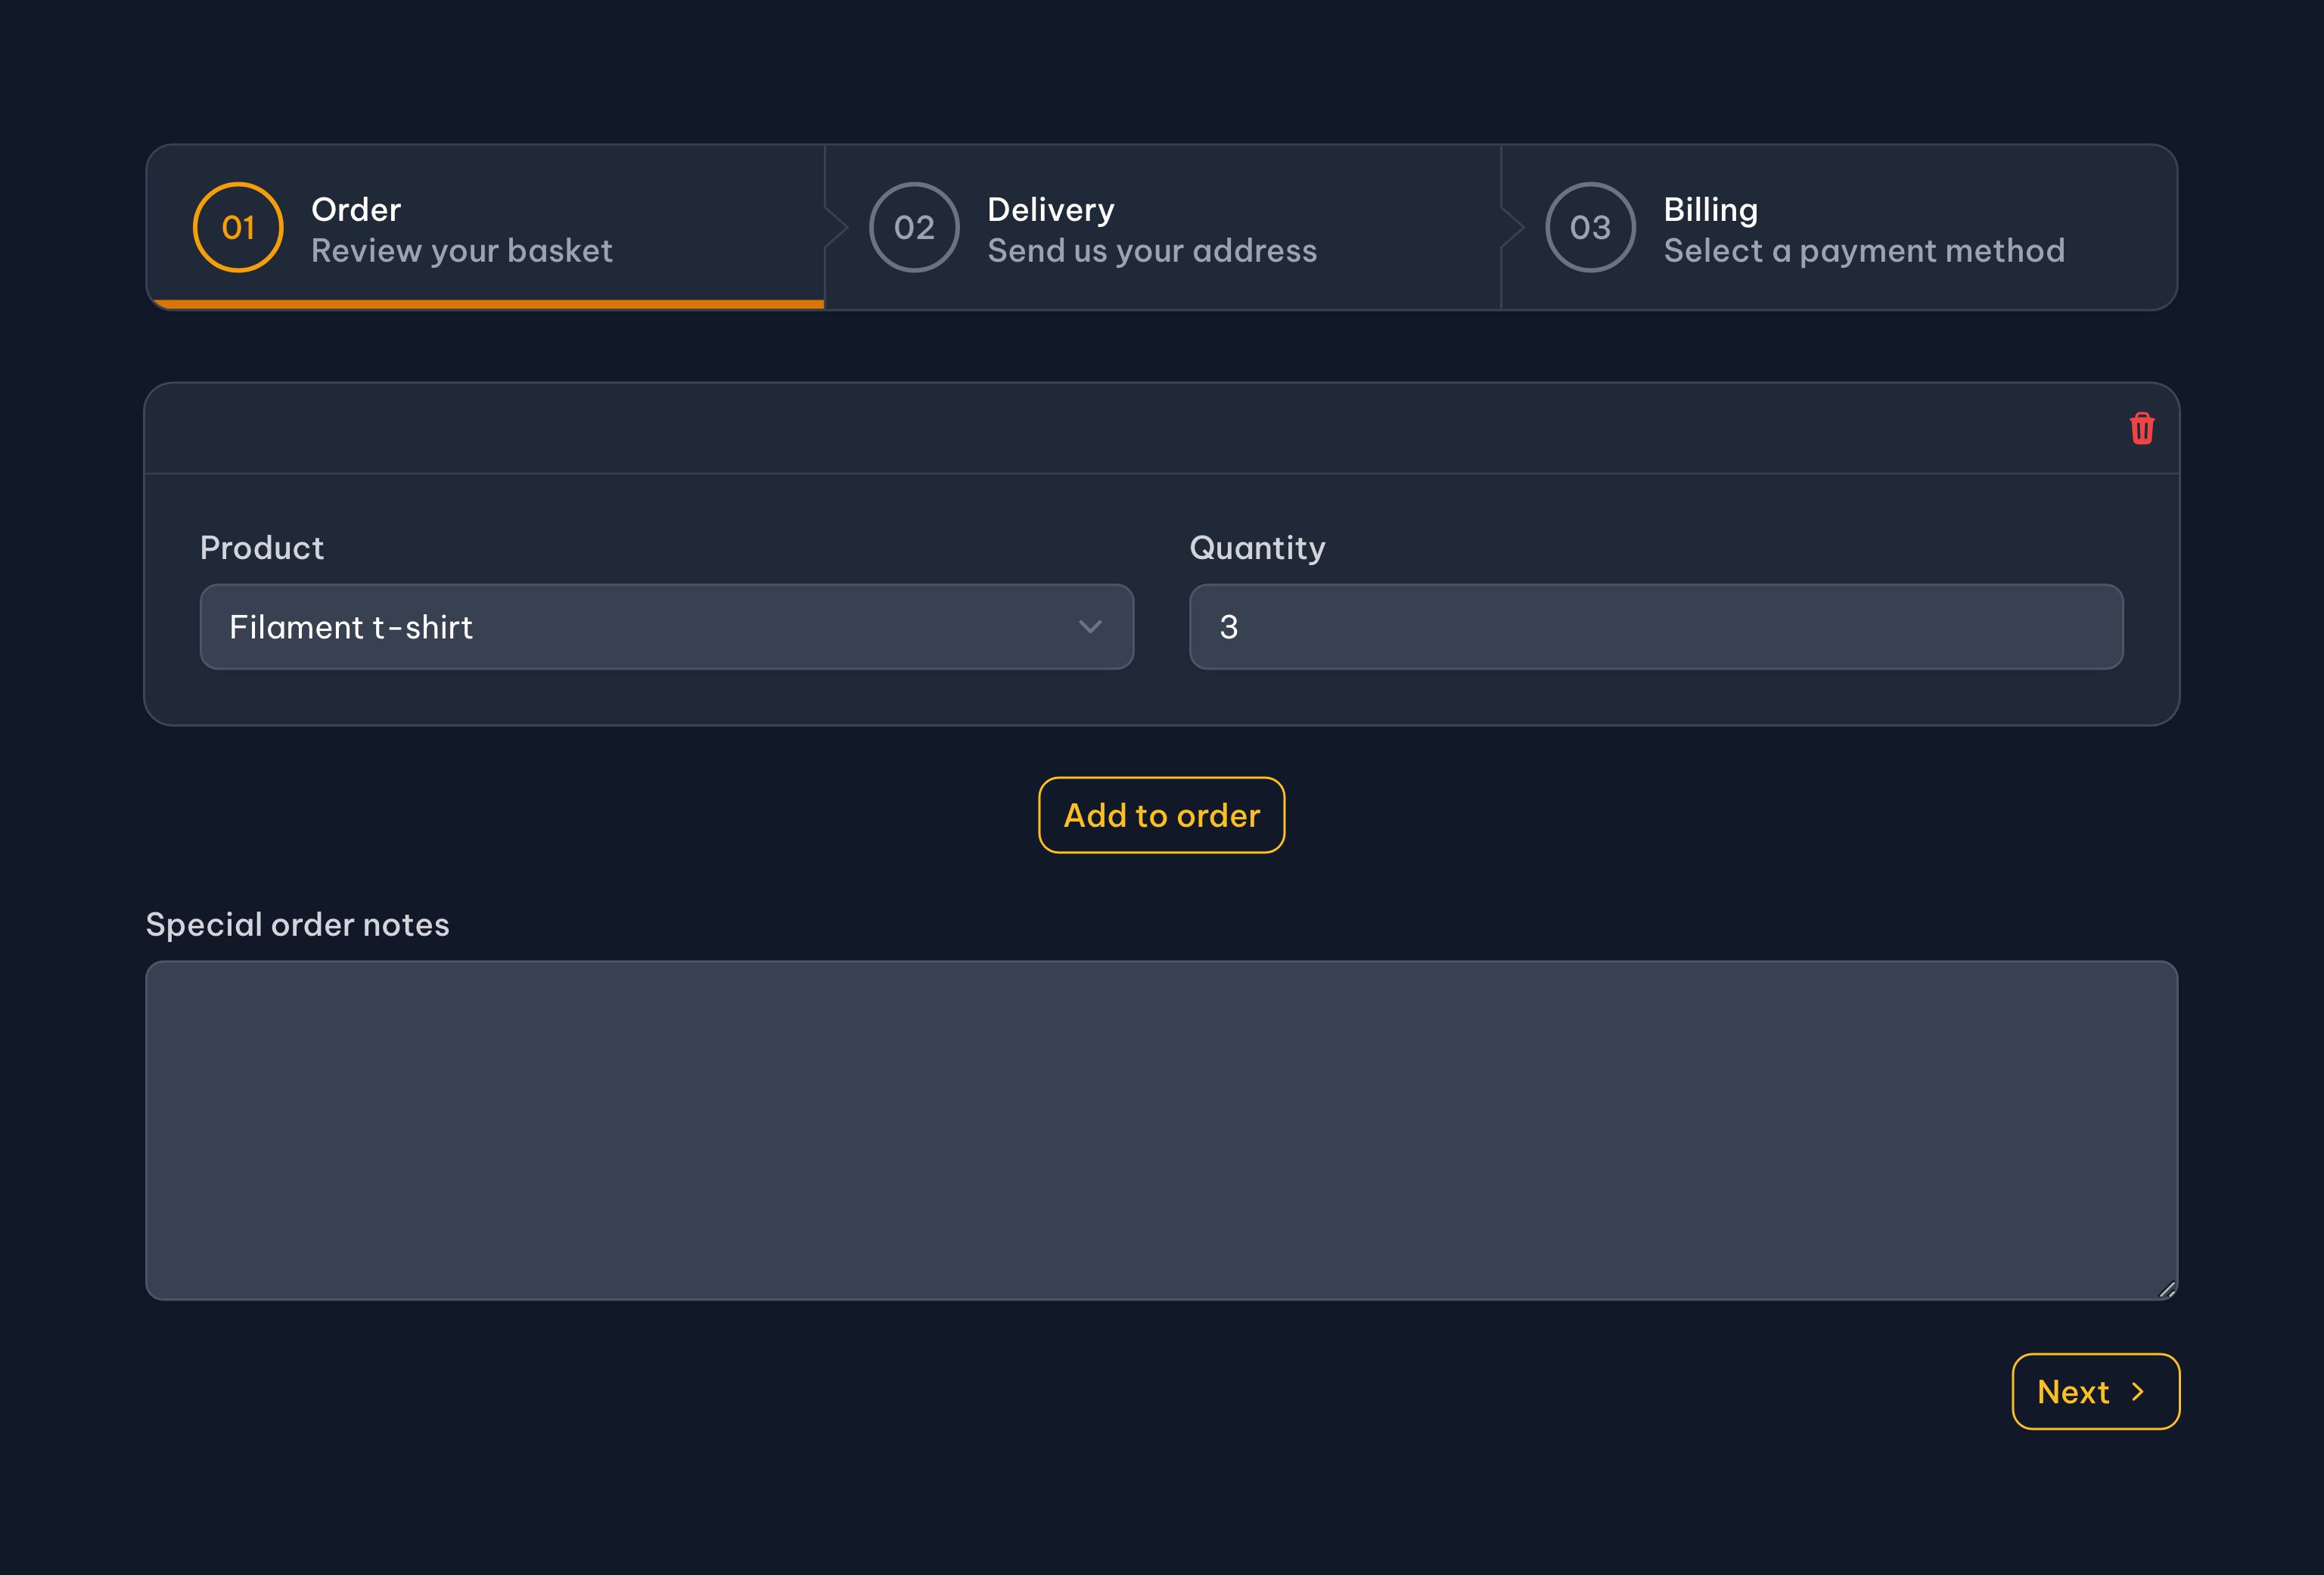 01
Order
Review your basket
02
Delivery
Send us your address
03
Billing
Select a payment method
Product
Filament t-shirt
Quantity
3
Add to order
Special order notes
Next